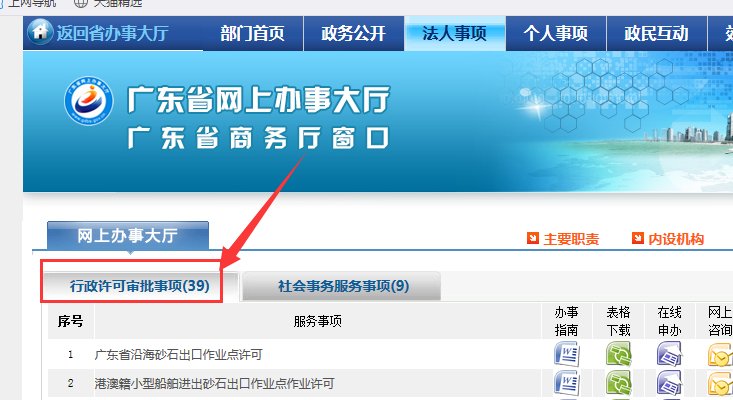 上网导航 天猫精选
返回省办事大厅 部门首页 政务公开 法人事项 个人事项 政民互动
广东省网上办事大厅
广东省商务厅窗口
网上办事大厅 主要职责 内设机构
行政许可审批事项(39) 社会事务服务事项(9)
序号 服务事项 办事指南 表格下载 在线申办 网上咨询
1 广东省沿海砂石出口作业点许可
2 港澳籍小型船舶进出砂石出口作业点作业许可